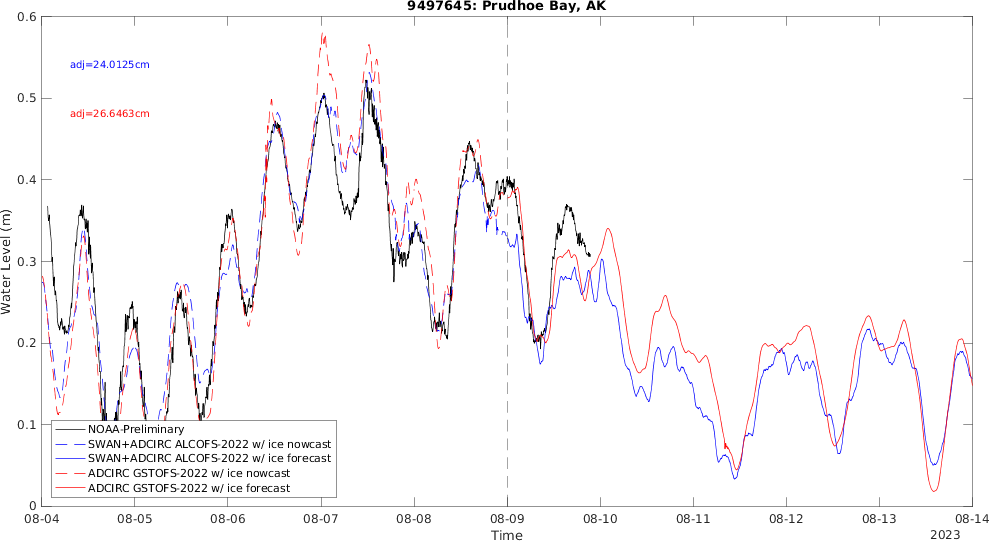 9497645: Prudhoe Bay, AK
0.6
0.5
0.4
0.3
0.2
0.1
0
Water Level (m)
adj=24.0125cm
adj=26.6463cm
NOAA-Preliminary
SWAN+ADCIRC ALCOFS-2022 w/ ice nowcast
SWAN+ADCIRC ALCOFS-2022 w/ ice forecast
ADCIRC GSTOFS-2022 w/ ice nowcast
ADCIRC GSTOFS-2022 w/ ice forecast
08-04 08-05 08-06 08-07 08-08 08-09 08-10 08-11 08-12 08-13 08-14
Time
2023